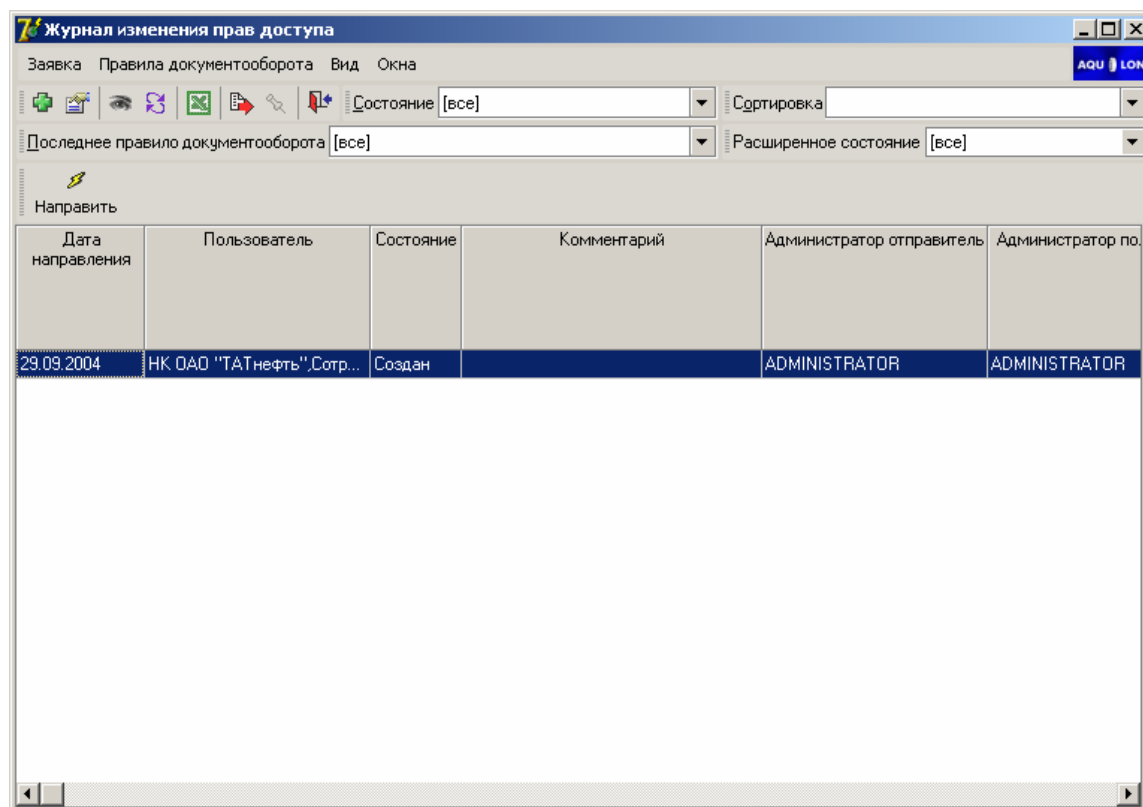 Журнал изменения прав доступа
Заявка Правила документооборота Вид Окна
AQU LON
Состояние [все] Сортировка
Последнее правило документооборота [все] Расширенное состояние [все]
Направить
Дата направления Пользователь Состояние Комментарий Администратор отправитель Администратор по.
29.09.2004 НК ОАО "ТАТнефть",Сотр... Создан ADMINISTRATOR ADMINISTRATOR